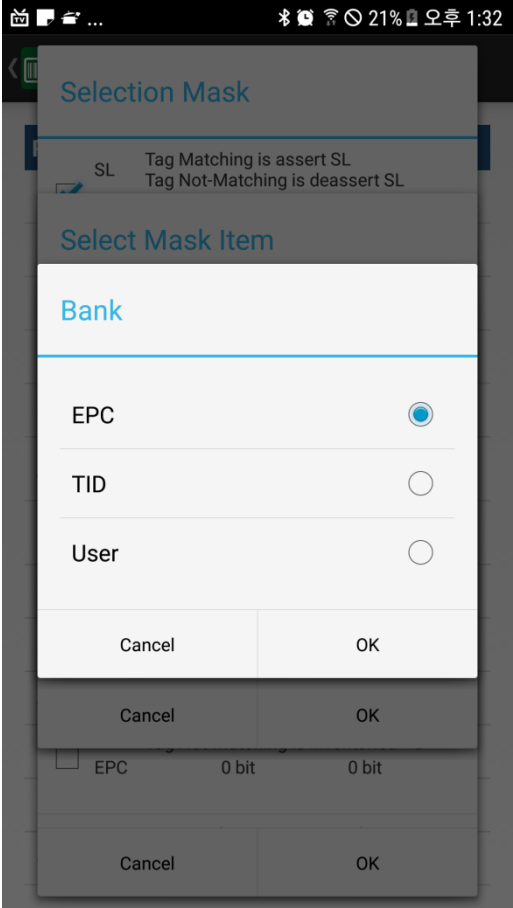 ... 21% 오후 1:32
Selection Mask
SL Tag Matching is assert SL
Tag Not-Matching is deassert SL
Select Mask Item
Bank
EPC
TID
User
Cancel OK
Cancel OK
EPC 0 bit 0 bit
Cancel OK